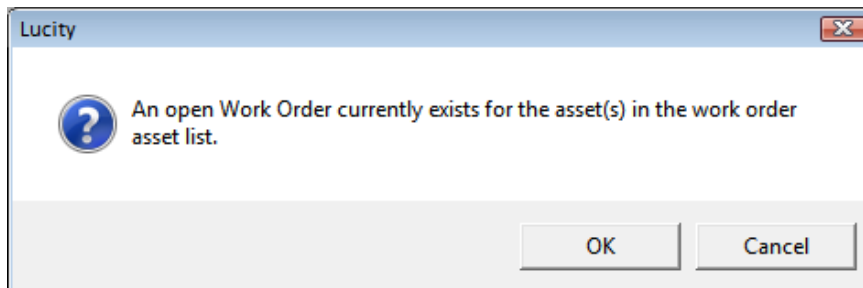 Lucity
An open Work Order currently exists for the asset(s) in the work order
asset list.
OK
Cancel